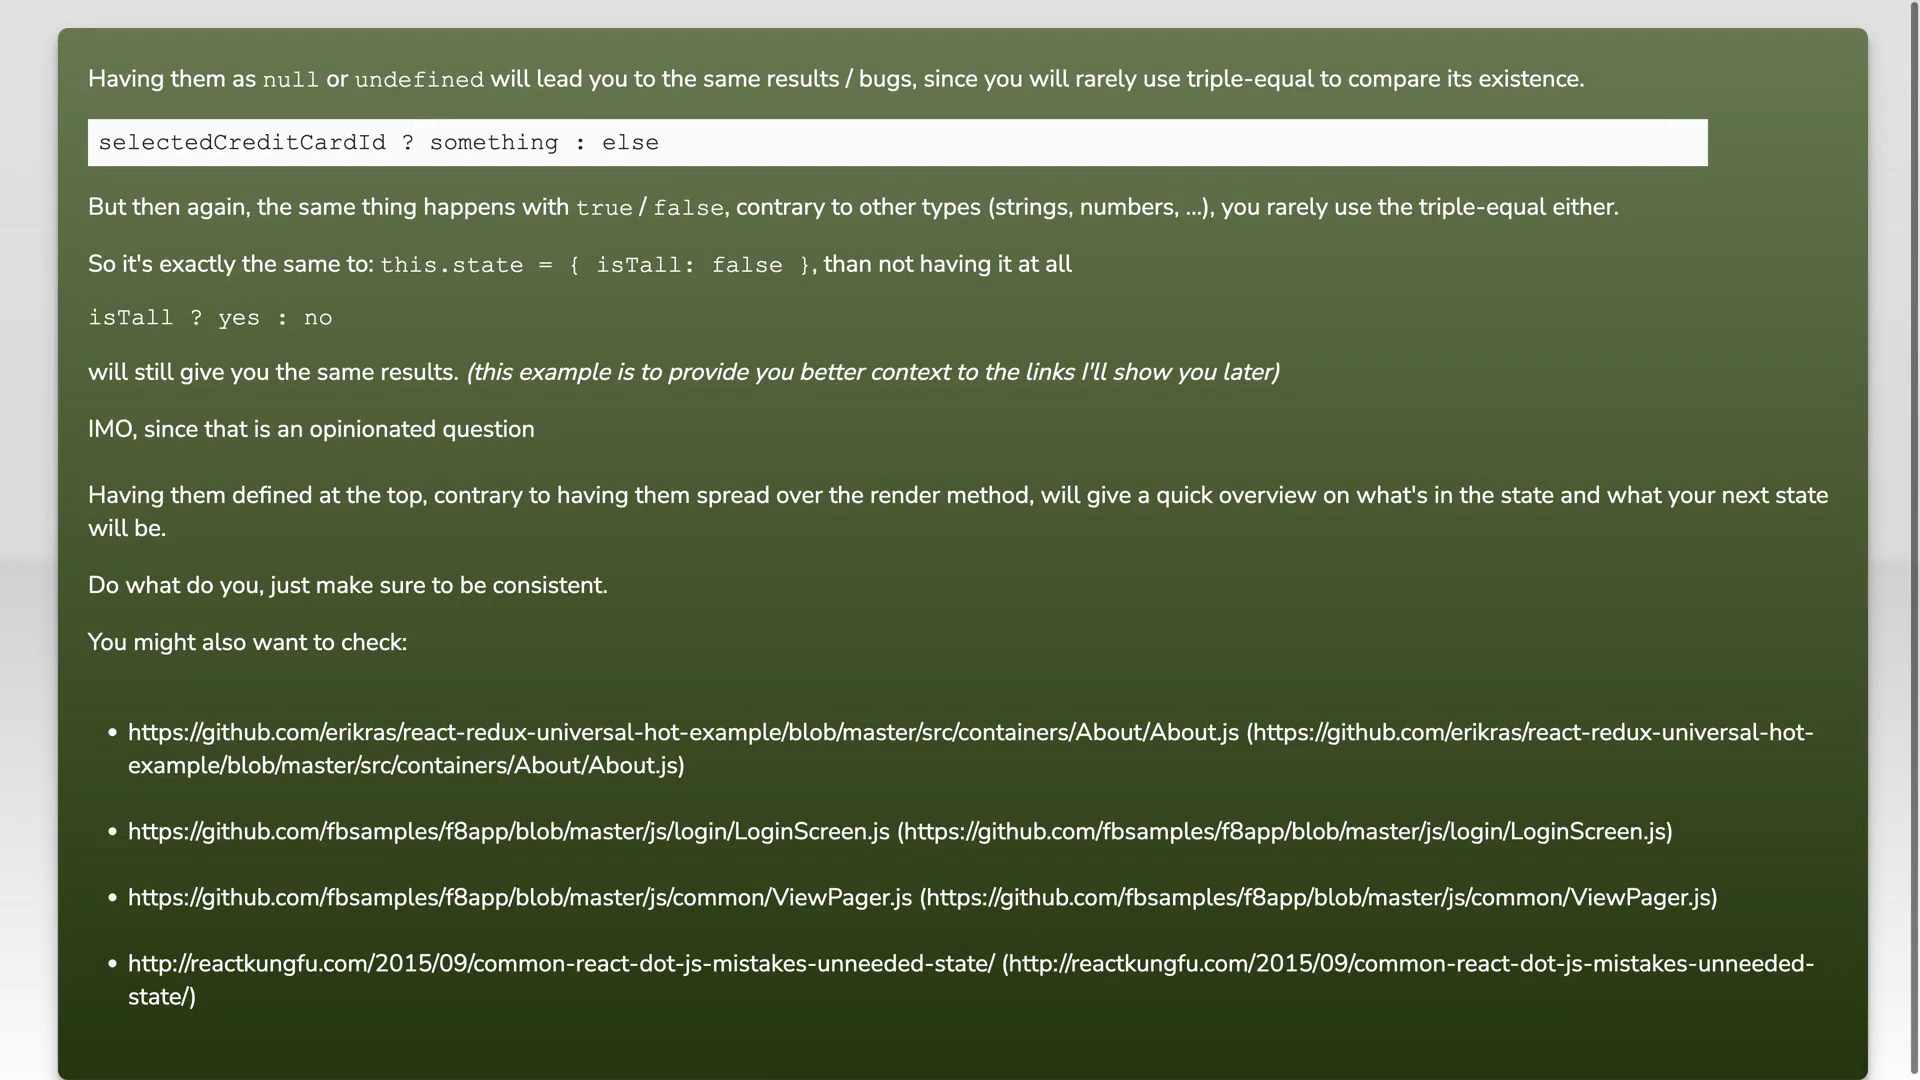 Having them as null or undefined will lead you to the same results / bugs, since you will rarely use triple-equal to compare its existence.
selectedCreditCardId ? something : else
But then again, the same thing happens with true / false, contrary to other types (strings, numbers, ...), you rarely use the triple-equal either.
So it's exactly the same to: this.state = { isTall: false }, than not having it at all
isTall ? yes : no
will still give you the same results. (this example is to provide you better context to the links I'll show you later)
IMO, since that is an opinionated question
Having them defined at the top, contrary to having them spread over the render method, will give a quick overview on what's in the state and what your next state
will be.
Do what do you, just make sure to be consistent.
You might also want to check:
• https://github.com/erikras/react-redux-universal-hot-example/blob/master/src/containers/About/About.js (https://github.com/erikras/react-redux-universal-hot-
example/blob/master/src/containers/About/About.js)
• https://github.com/fbsamples/f8app/blob/master/js/login/LoginScreen.js (https://github.com/fbsamples/f8app/blob/master/js/login/LoginScreen.js)
• https://github.com/fbsamples/f8app/blob/master/js/common/ViewPager.js (https://github.com/fbsamples/f8app/blob/master/js/common/ViewPager.js)
• http://reactkungfu.com/2015/09/common-react-dot-js-mistakes-unneeded-state/ (http://reactkungfu.com/2015/09/common-react-dot-js-mistakes-unneeded-
state/)